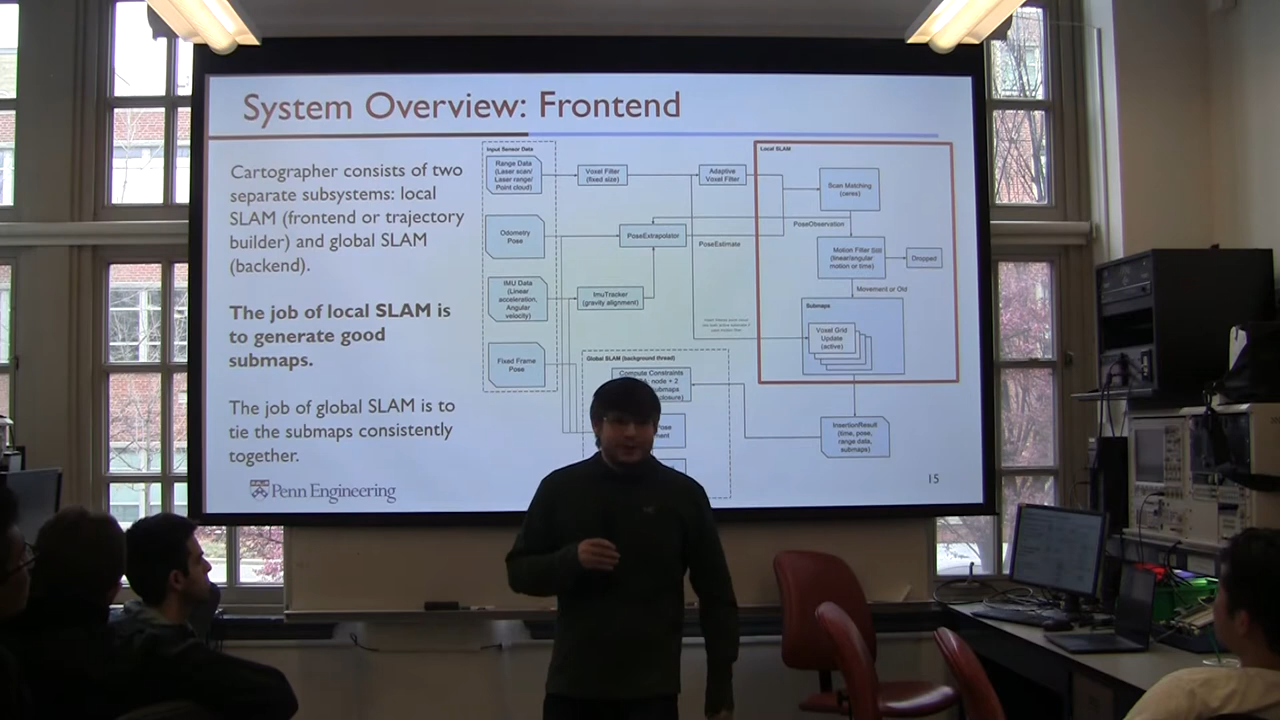 System Overview: Frontend
Cartographer consists of two
separate subsystems: local
SLAM (frontend or trajectory
builder) and global SLAM
(backend).
The job of local SLAM is
to generate good
submaps.
The job of global SLAM is to
tie the submaps consistently
together.
Penn Engineering
Input Sensor Data
Range Data
(Laser scan/
Laser range/
Point cloud)
Odometry
Pose
IMU Data
(Linear
acceleration,
Angular
velocity)
Fixed Frame
Pose
Voxel Filter
(fixed size)
Adaptive
Voxel Filter
PoseExtrapolator
PoseEstimate
ImuTracker
(gravity alignment)
Local SLAM
Scan Matching
(ceres)
PoseObservation
Motion Filter Still
(linear/angular
motion or time)
Dropped
Movement or Old
Submaps
Voxel Grid
Update
(active)
InsertionResult
(time, pose,
range data,
submaps)
Global SLAM (background thread)
Compute Constraints
node + 2
submaps
closure)
15